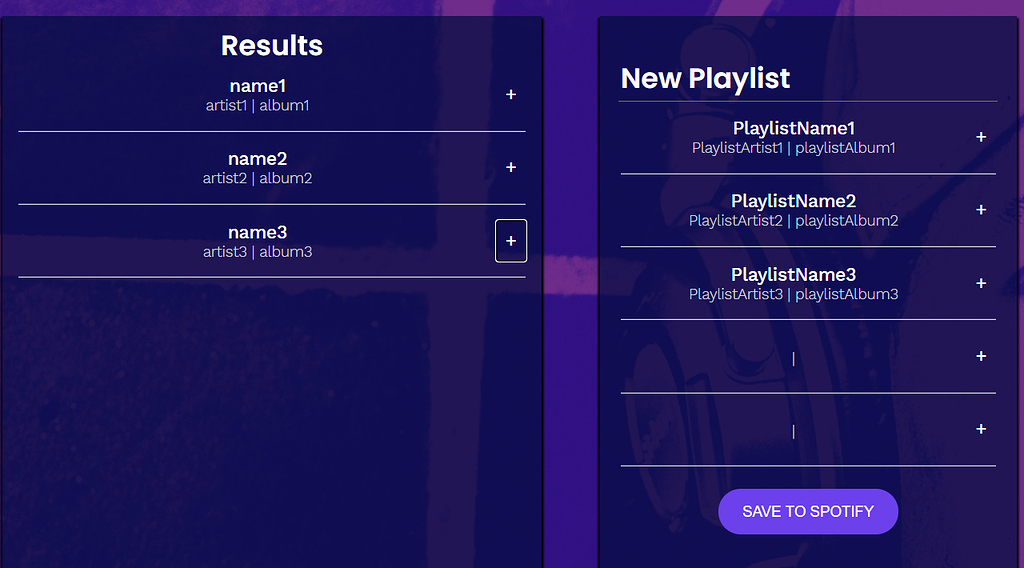 Results
name1
artist1 | album1
+
name2
artist2 | album2
+
name3
artist3 | album3
+
New Playlist
PlaylistName1
PlaylistArtist1 | playlistAlbum1
+
PlaylistName2
PlaylistArtist2 | playlistAlbum2
+
PlaylistName3
PlaylistArtist3 | playlistAlbum3
+
|
+
|
+
SAVE TO SPOTIFY